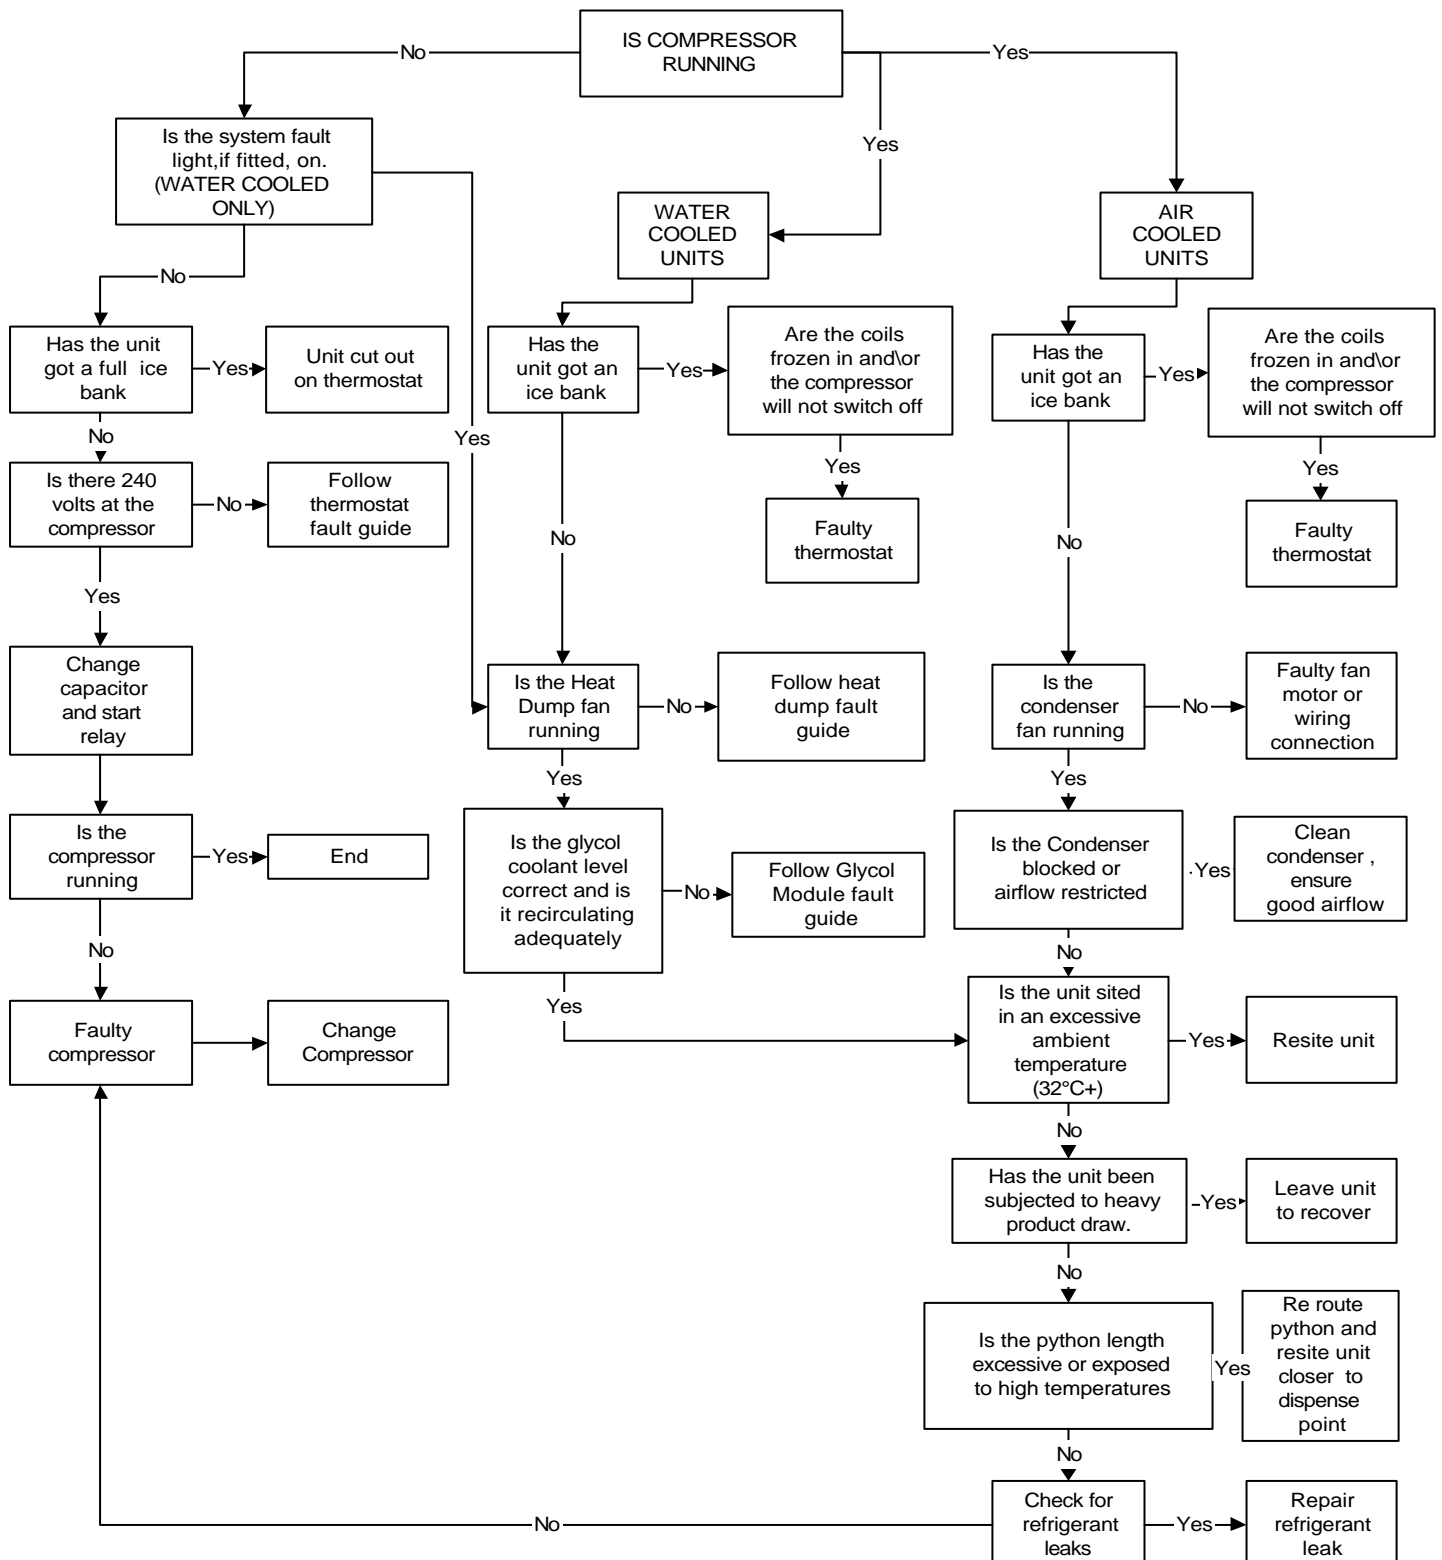 IS COMPRESSOR
RUNNING
No
Yes
Yes
Is the system fault
light,if fitted, on.
(WATER COOLED
ONLY)
No
Yes
WATER
COOLED
UNITS
AIR
COOLED
UNITS
Has the unit
got a full ice
bank
Yes
Unit cut out
on thermostat
No
Is there 240
volts at the
compressor
No
Follow
thermostat
fault guide
Yes
Change
capacitor
and start
relay
Is the
compressor
running
Yes
End
No
Faulty
compressor
Change
Compressor
Has the
unit got an
ice bank
Yes
Are the coils
frozen in and\or
the compressor
will not switch off
Yes
Faulty
thermostat
No
Is the Heat
Dump fan
running
No
Follow heat
dump fault
guide
Yes
Is the glycol
coolant level
correct and is
it recirculating
adequately
No
Follow Glycol
Module fault
guide
Yes
Has the
unit got an
ice bank
Yes
Are the coils
frozen in and\or
the compressor
will not switch off
Yes
Faulty
thermostat
No
Is the
condenser
fan running
No
Faulty fan
motor or
wiring
connection
Yes
Is the Condenser
blocked or
airflow restricted
Yes
Clean
condenser ,
ensure
good airflow
No
Is the unit sited
in an excessive
ambient
temperature
(32°C+)
Yes
Resite unit
No
Has the unit been
subjected to heavy
product draw.
Yes
Leave unit
to recover
No
Is the python length
excessive or exposed
to high temperatures
Yes
Re route
python and
resite unit
closer to
dispense
point
No
Check for
refrigerant
leaks
Yes
Repair
refrigerant
leak
No